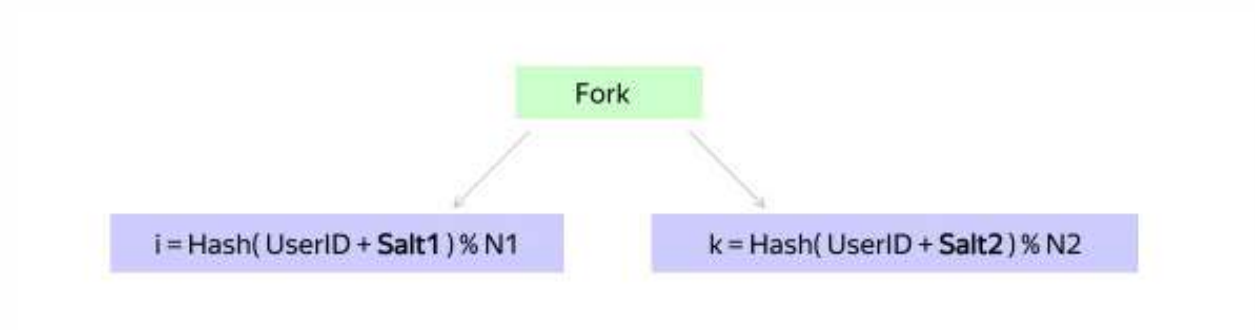 Fork
i = Hash( UserID + Salt1 ) % N1
k = Hash( UserID + Salt2 ) % N2